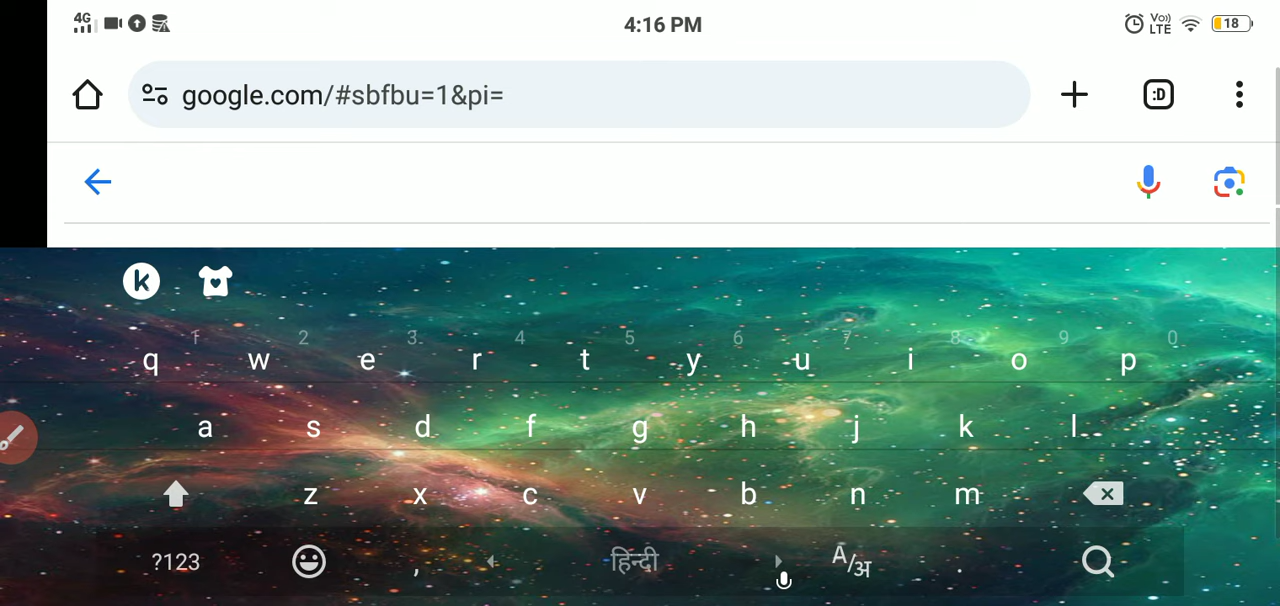 4G 4:16 PM Vo) LTE 18
google.com/#sbfbu=1&pi= :D
k
1 2 3 4 5 6 7 8 9 0
q w e r t y u i o p
a s d f g h j k l
z x c v b n m
?123 , हिन्दी A/अ .